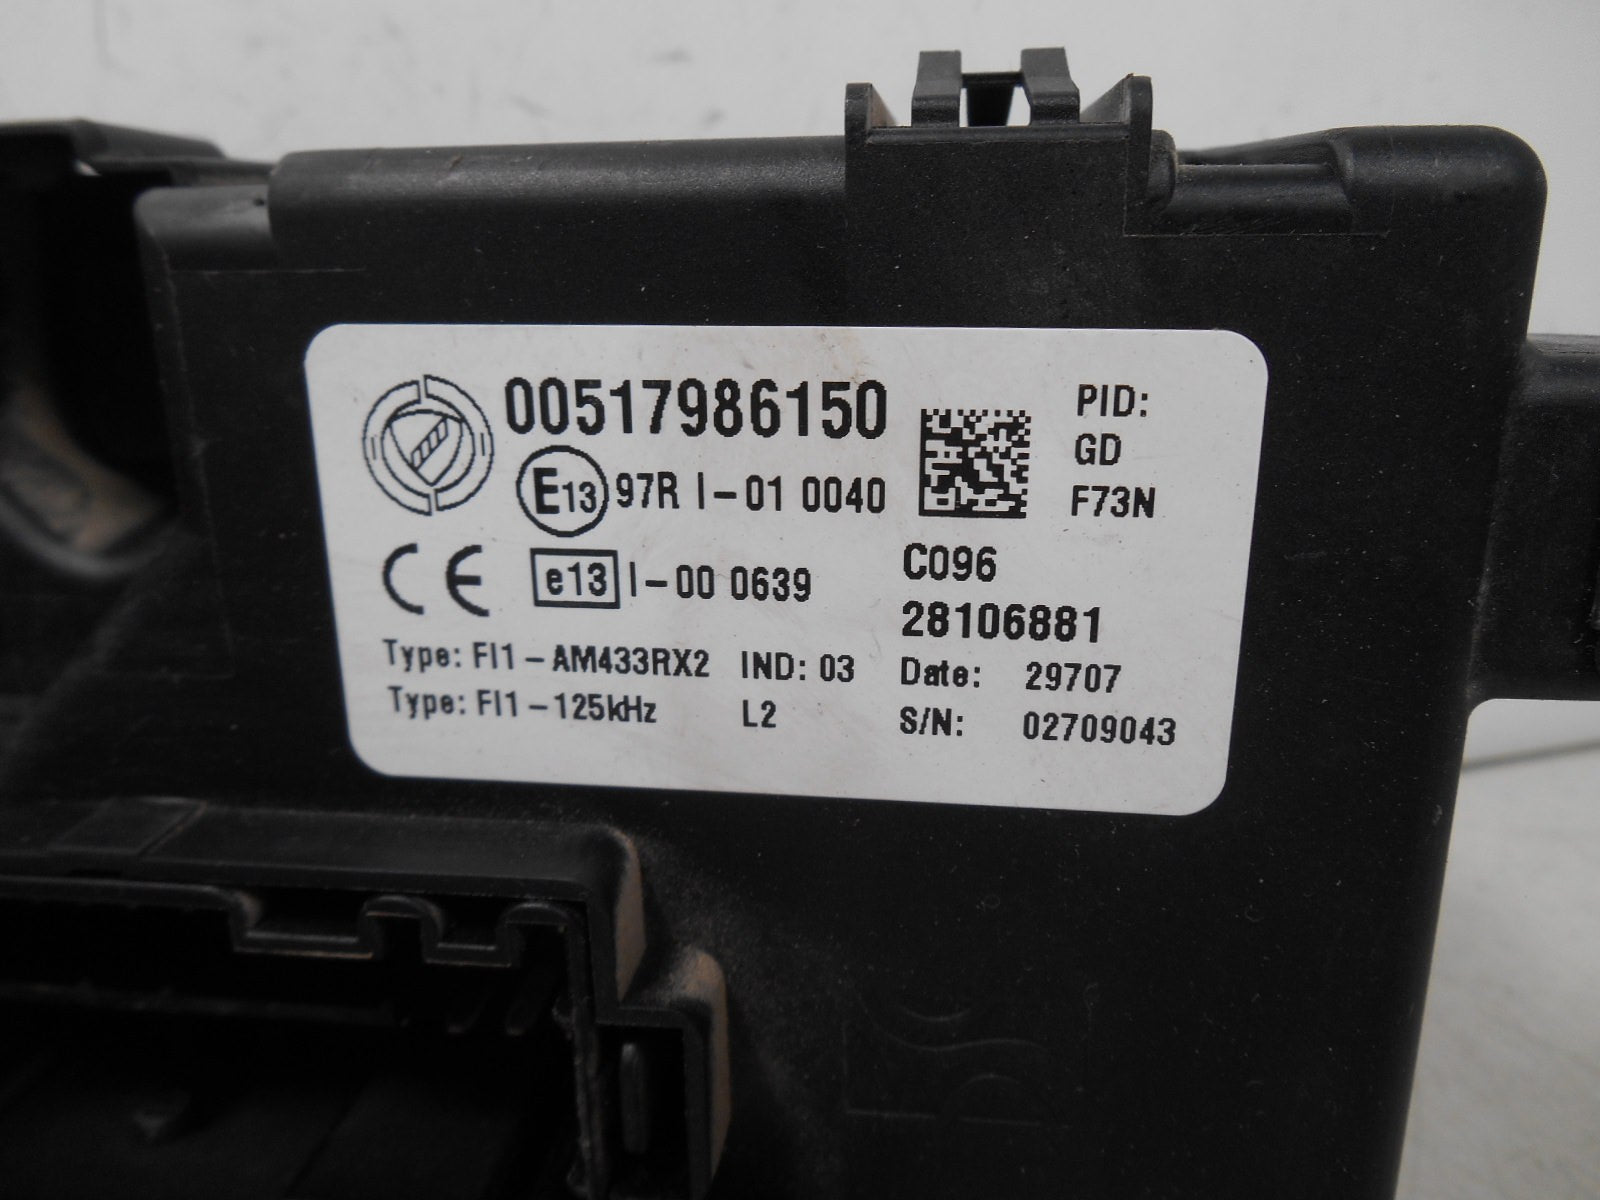 00517986150
E13 97R I-01 0040
CE e13 I-00 0639
Type: FI1-AM433RX2 IND: 03
Type: FI1-125kHz L2
PID:
GD
F73N
C096
28106881
Date: 29707
S/N: 02709043